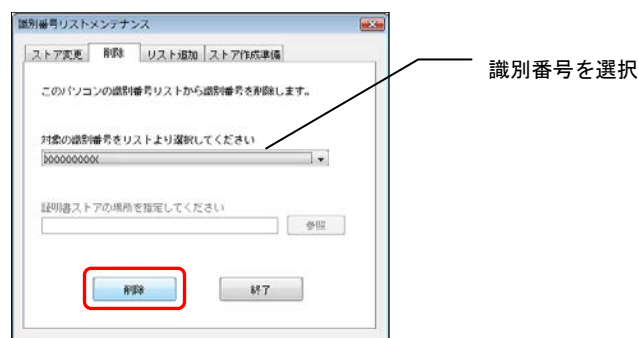 識別番号リストメンテナンス
ストア変更 削除 リスト追加 ストア作成準備
識別番号を選択
このパソコンの識別番号リストから識別番号を削除します。
対象の識別番号をリストより選択してください
XXXXXXXXXX
証明書ストアの場所を指定してください
参照
削除 終了